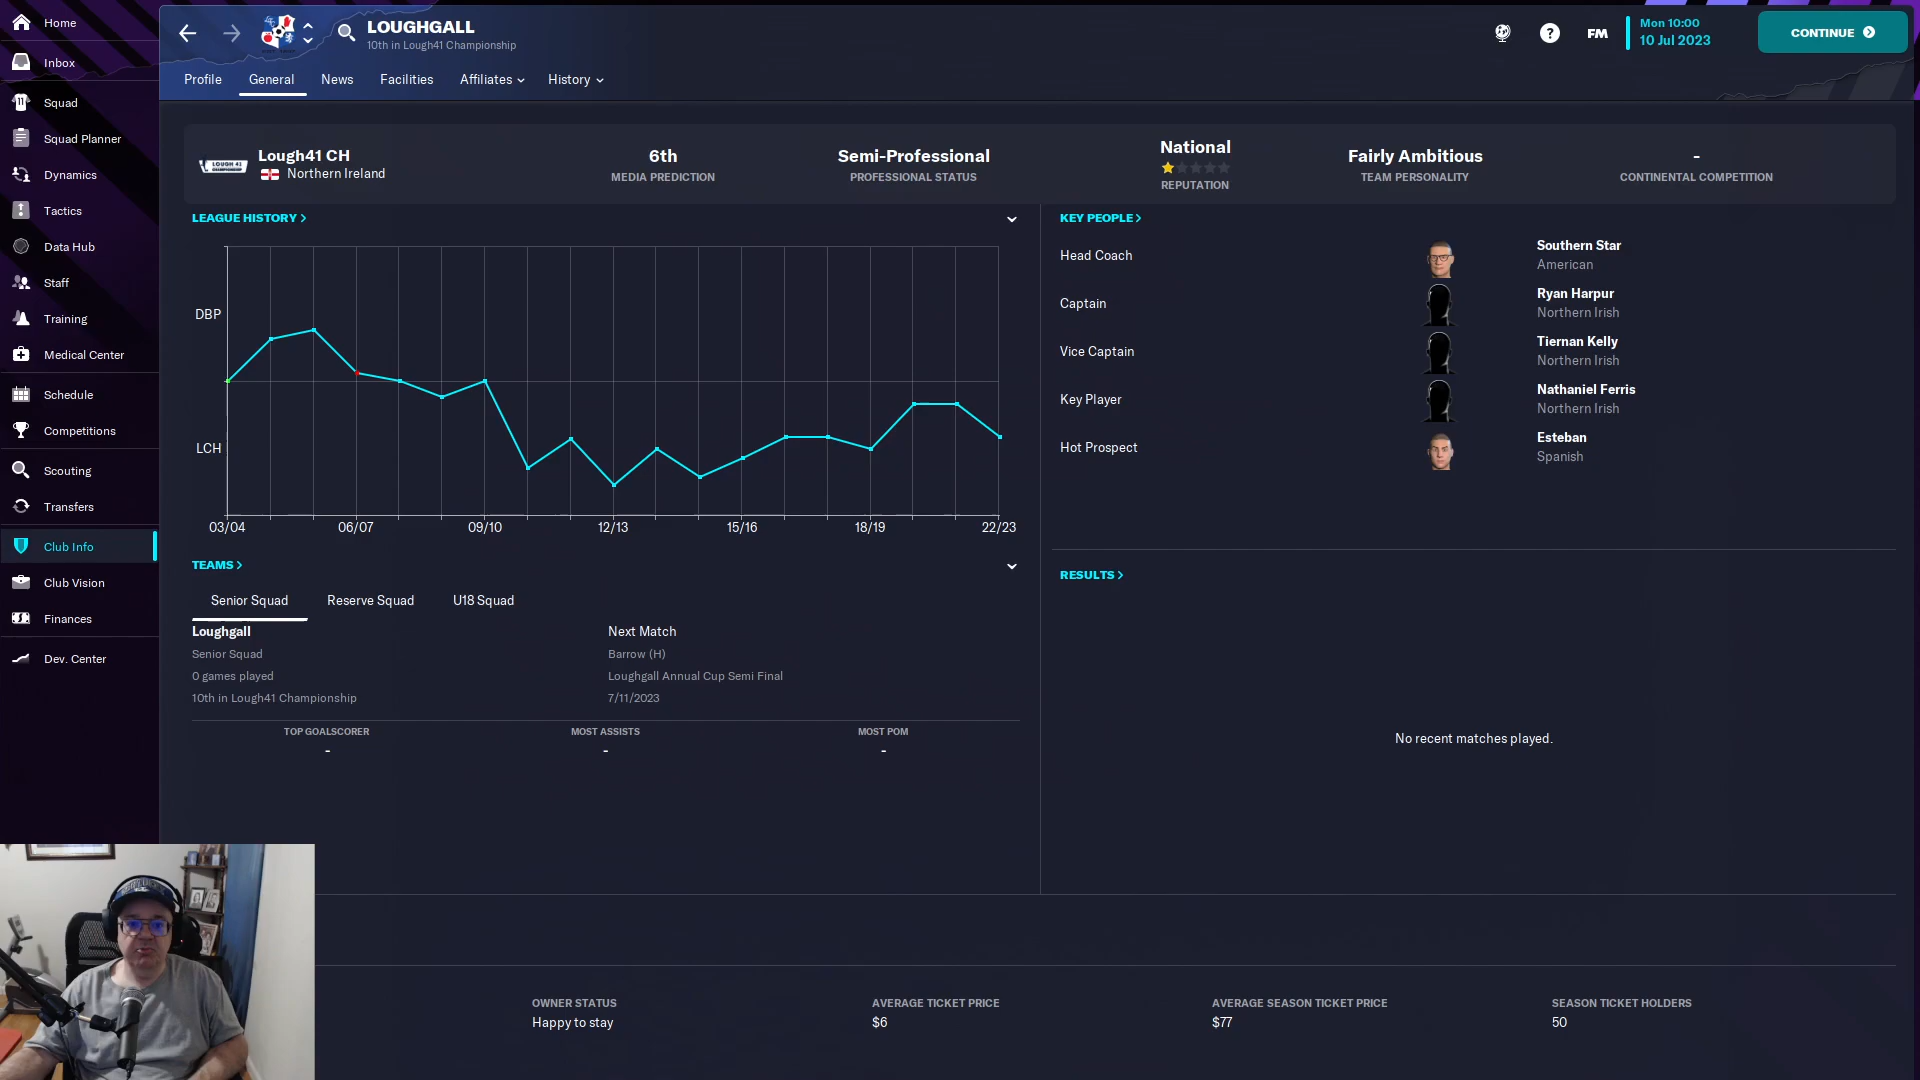 Home
Inbox
Squad
Squad Planner
Dynamics
Tactics
Data Hub
Staff
Training
Medical Center
Schedule
Competitions
Scouting
Transfers
Club Info
Club Vision
Finances
Dev. Center
LOUGHGALL
10th in Lough41 Championship
FM
Mon 10:00
10 Jul 2023
CONTINUE
Profile General News Facilities Affiliates History
LOUGH 41
Lough41 CH
Northern Ireland
6th
MEDIA PREDICTION
Semi-Professional
PROFESSIONAL STATUS
National
REPUTATION
Fairly Ambitious
TEAM PERSONALITY
-
CONTINENTAL COMPETITION
LEAGUE HISTORY >
DBP
LCH
03/04 06/07 09/10 12/13 15/16 18/19 22/23
TEAMS >
Senior Squad Reserve Squad U18 Squad
Loughgall
Senior Squad
0 games played
10th in Lough41 Championship
Next Match
Barrow (H)
Loughgall Annual Cup Semi Final
7/11/2023
TOP GOALSCORER
-
MOST ASSISTS
-
MOST POM
-
KEY PEOPLE >
Head Coach
Southern Star
American
Captain
Ryan Harpur
Northern Irish
Vice Captain
Tiernan Kelly
Northern Irish
Key Player
Nathaniel Ferris
Northern Irish
Hot Prospect
Esteban
Spanish
RESULTS >
No recent matches played.
OWNER STATUS
Happy to stay
AVERAGE TICKET PRICE
$6
AVERAGE SEASON TICKET PRICE
$77
SEASON TICKET HOLDERS
50